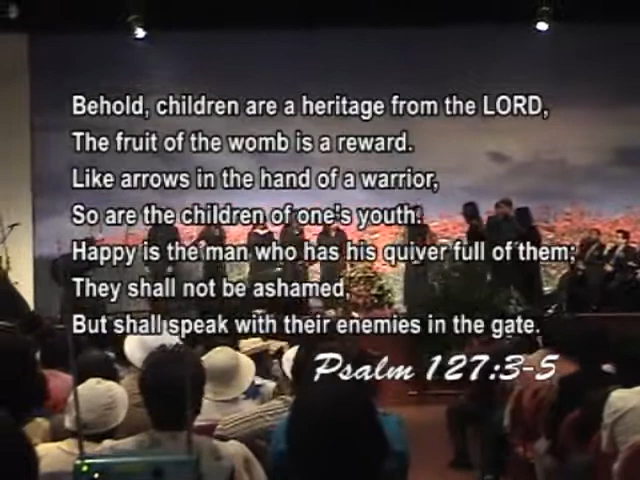 Behold, children are a heritage from the LORD,
The fruit of the womb is a reward.
Like arrows in the hand of a warrior,
So are the children of one's youth.
Happy is the man who has his quiver full of them;
They shall not be ashamed,
But shall speak with their enemies in the gate.
Psalm 127:3-5